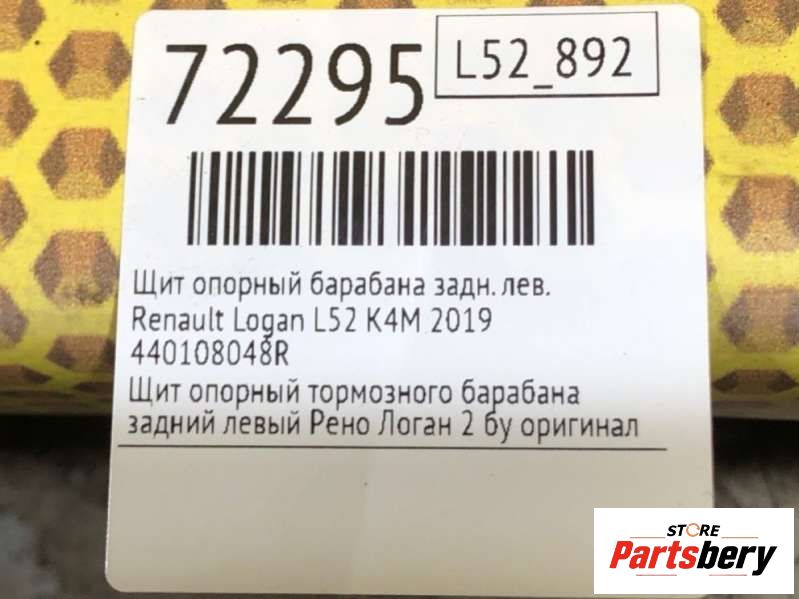 72295
L52_892
Щит опорный барабана задн. лев.
Renault Logan L52 K4M 2019
440108048R
Щит опорный тормозного барабана
задний левый Рено Логан 2 бу оригинал
STORE
Partsbery